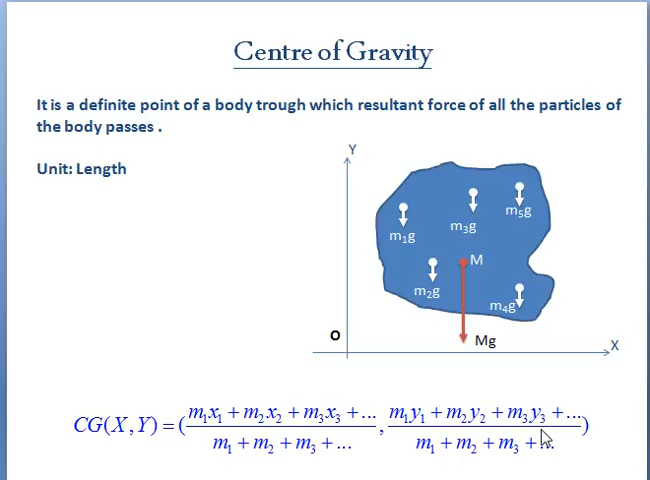 Centre of Gravity
It is a definite point of a body trough which resultant force of all the particles of
the body passes .
Unit: Length
Y
m₁g
m₃g
m₅g
m₂g
M
m₄g
O
Mg
X
CG(X,Y) = (m₁x₁ + m₂x₂ + m₃x₃ + ... / m₁ + m₂ + m₃ + ... , m₁y₁ + m₂y₂ + m₃y₃ + ... / m₁ + m₂ + m₃ + ...)